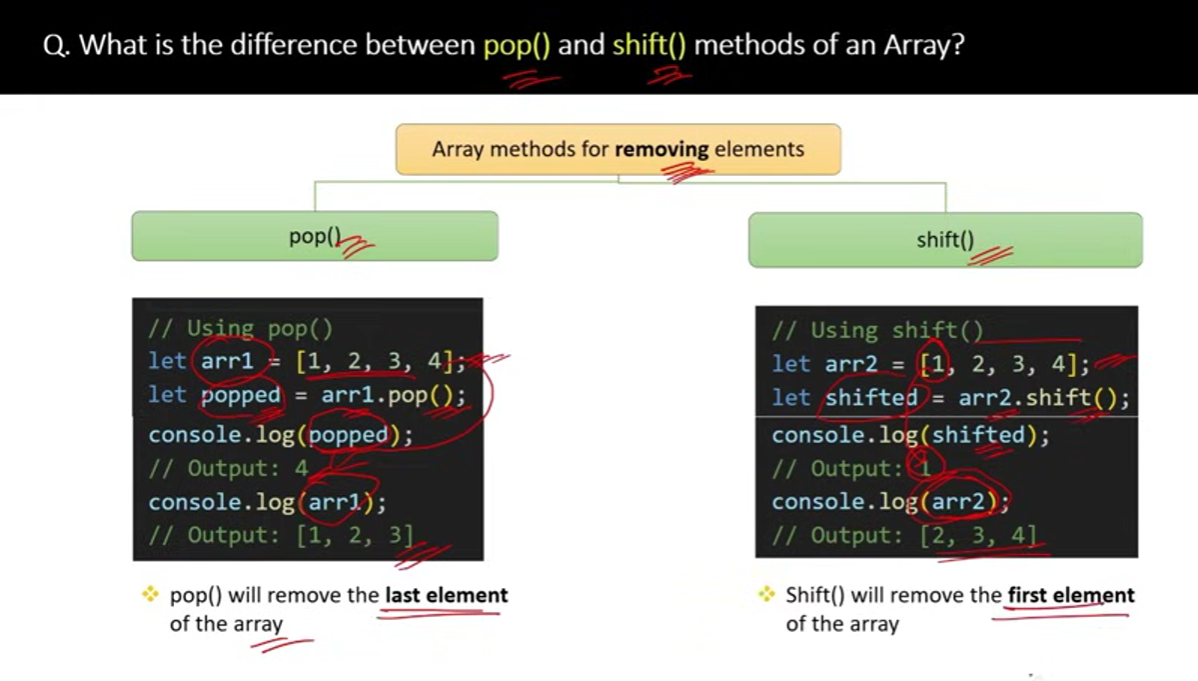 Q. What is the difference between pop() and shift() methods of an Array?
Array methods for removing elements
pop()
// Using pop()
let arr1 = [1, 2, 3, 4];
let popped = arr1.pop();
console.log(popped);
// Output: 4
console.log(arr1);
// Output: [1, 2, 3]
❖ pop() will remove the last element
of the array
shift()
// Using shift()
let arr2 = [1, 2, 3, 4];
let shifted = arr2.shift();
console.log(shifted);
// Output: 1
console.log(arr2);
// Output: [2, 3, 4]
❖ Shift() will remove the first element
of the array